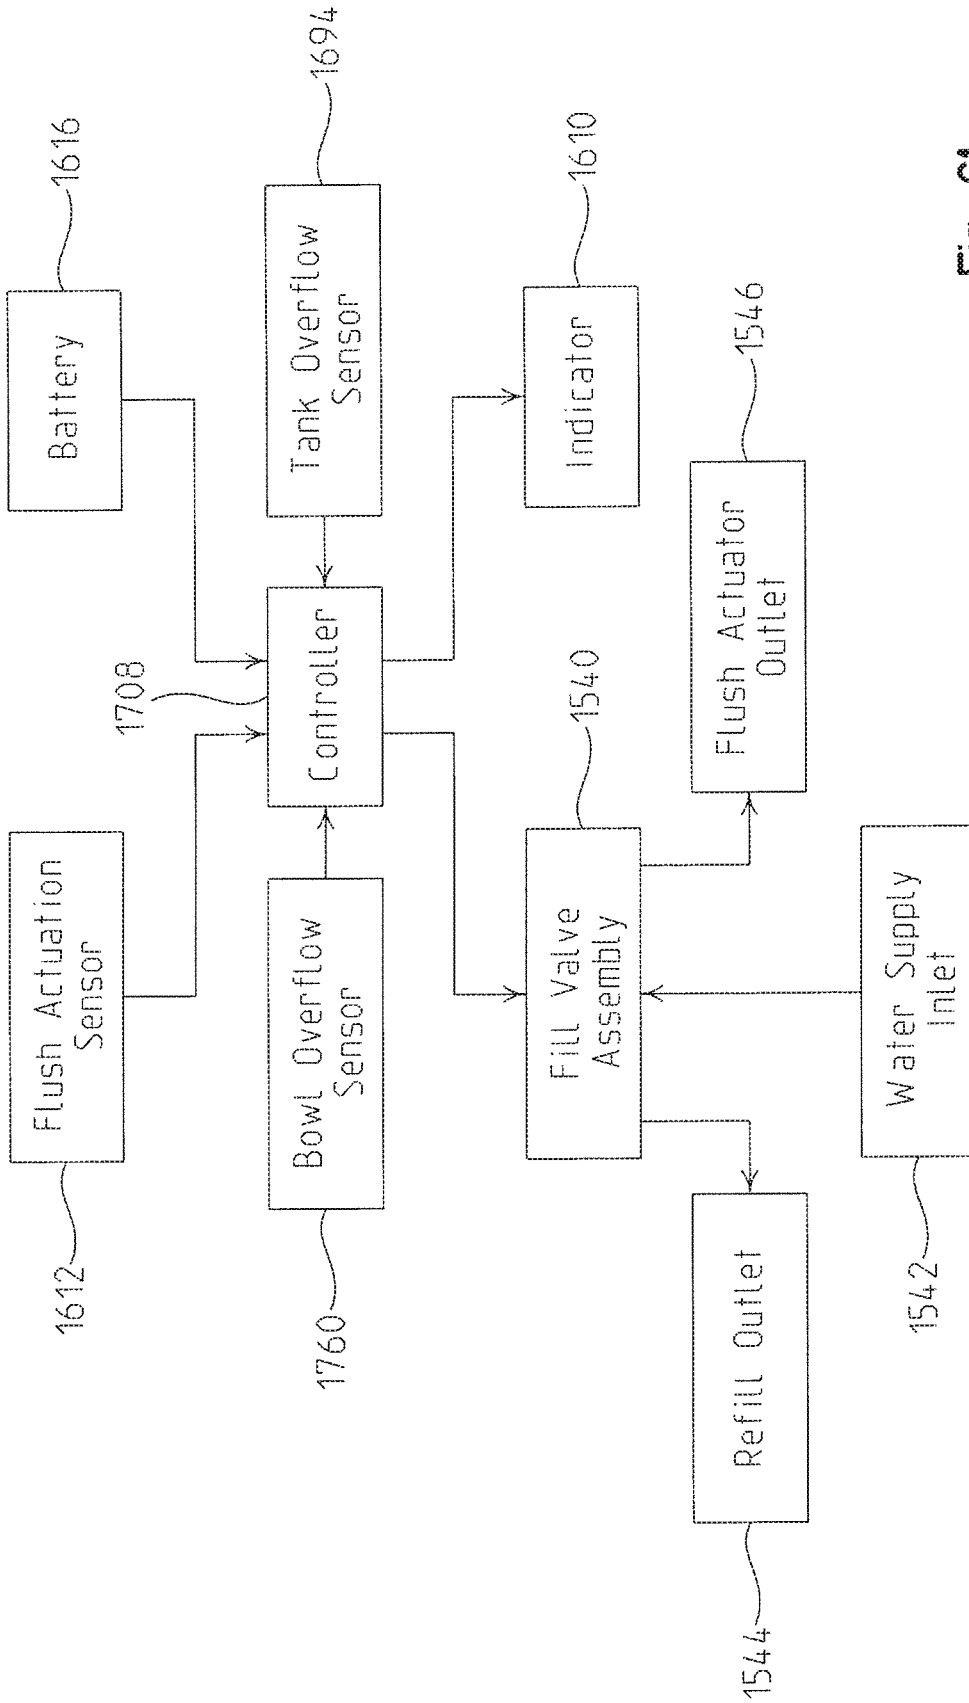 1612
Flush Actuation
Sensor
Battery
1616
1708
1760
Bowl Overflow
Sensor
Controller
Tank Overflow
Sensor
1694
Fill Valve
Assembly
1540
Indicator
1610
1544
Refill Outlet
Flush Actuator
Outlet
1546
1542
Water Supply
Inlet